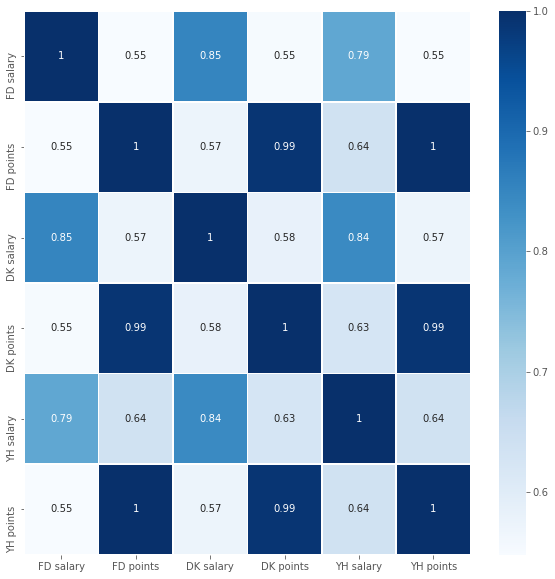 FD salary 1 0.55 0.85 0.55 0.79 0.55
FD points 0.55 1 0.57 0.99 0.64 1
DK salary 0.85 0.57 1 0.58 0.84 0.57
DK points 0.55 0.99 0.58 1 0.63 0.99
YH salary 0.79 0.64 0.84 0.63 1 0.64
YH points 0.55 1 0.57 0.99 0.64 1
FD salary FD points DK salary DK points YH salary YH points
1.0
0.9
0.8
0.7
0.6